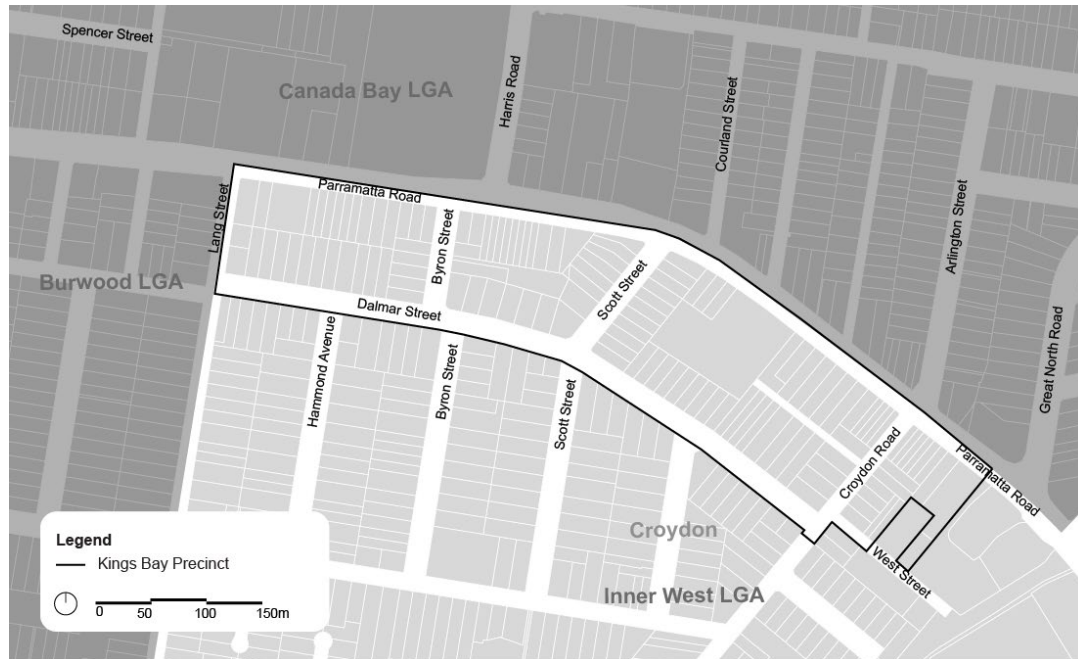 Spencer Street
Canada Bay LGA
Harris Road
Courland Street
Lang Street
Parramatta Road
Byron Street
Arlington Street
Burwood LGA
Dalmar Street
Scott Street
Great North Road
Hammond Avenue
Byron Street
Scott Street
Croydon Road
Parramatta Road
Croydon
West Street
Inner West LGA
Legend
Kings Bay Precinct
0 50 100 150m